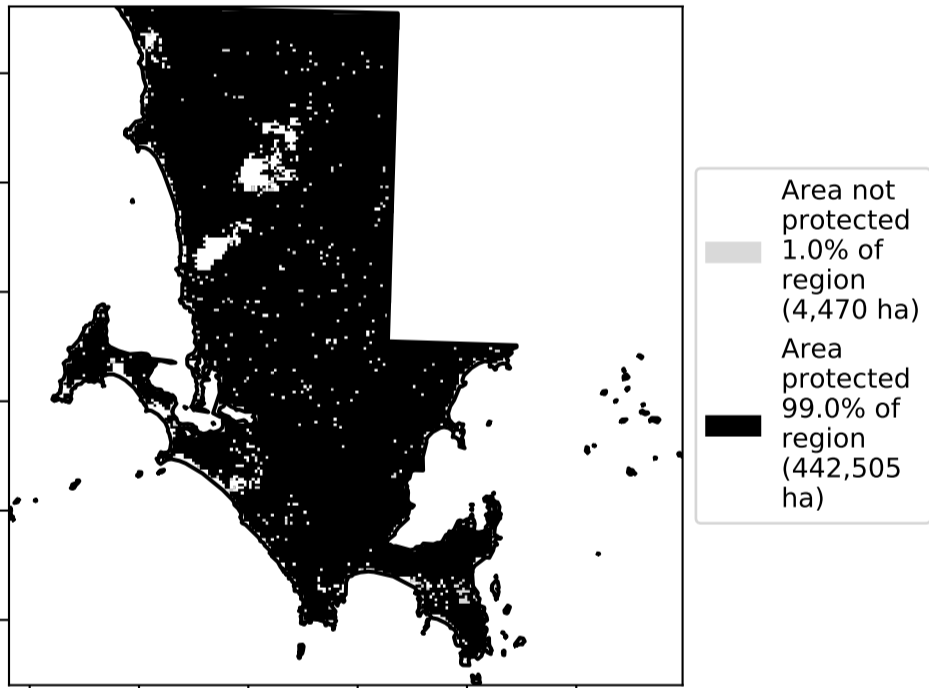 Area not
protected
1.0% of
region
(4,470 ha)
Area
protected
99.0% of
region
(442,505
ha)